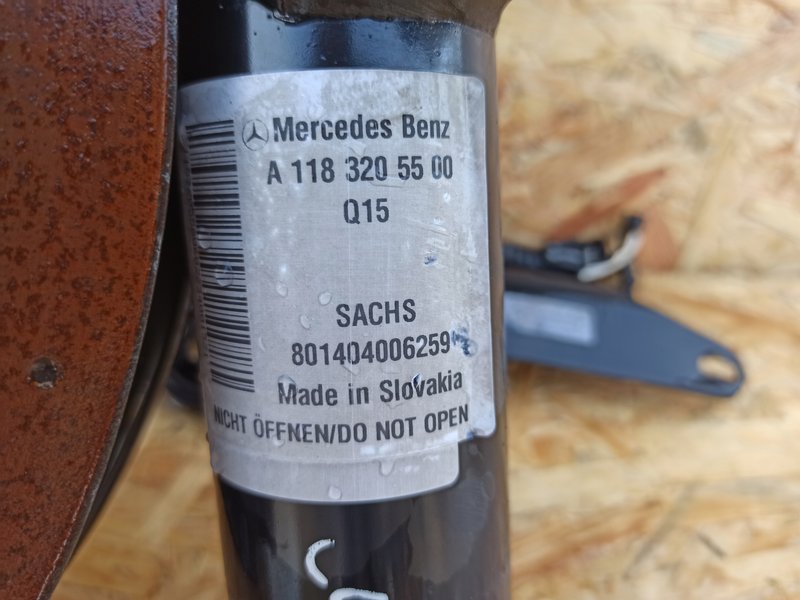 Mercedes Benz
A 118 320 55 00
Q15
SACHS
801404006259
Made in Slovakia
NICHT ÖFFNEN/DO NOT OPEN